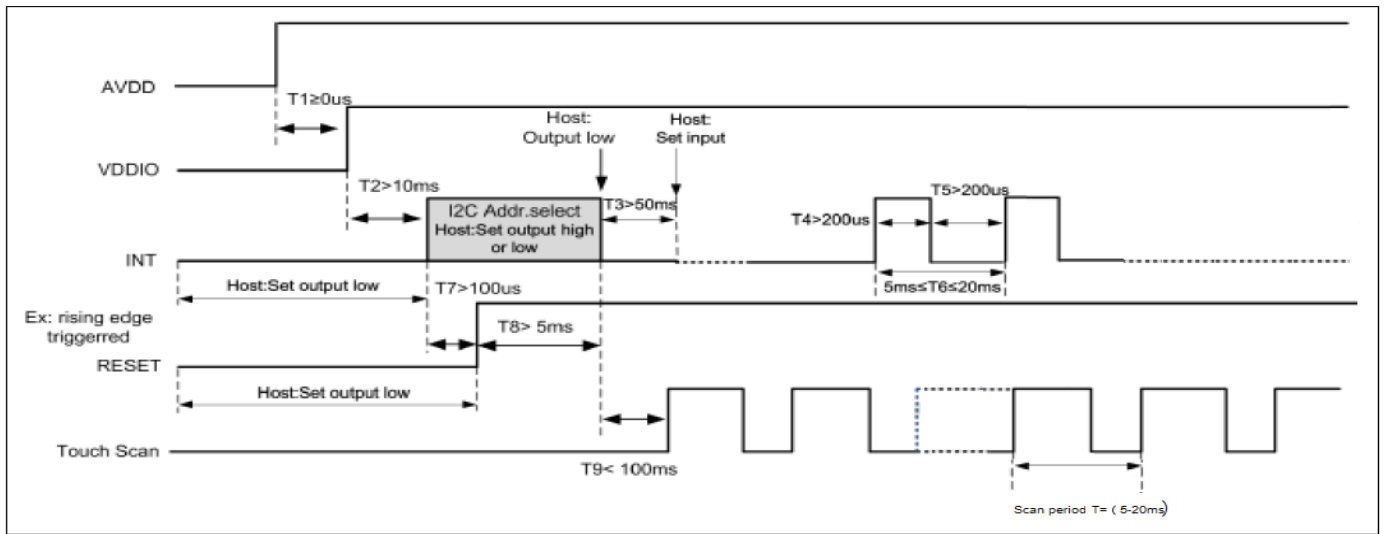 AVDD
T1≥0us
Host:
Output low
Host:
Set input
VDDIO
T2>10ms
I2C Addr.select
Host:Set output high
or low
T3>50ms
T4>200us
T5>200us
INT
Host:Set output low
T7>100us
5ms≤T6≤20ms
Ex: rising edge
triggerred
T8> 5ms
RESET
Host:Set output low
Touch Scan
T9< 100ms
Scan period T= ( 5-20ms)